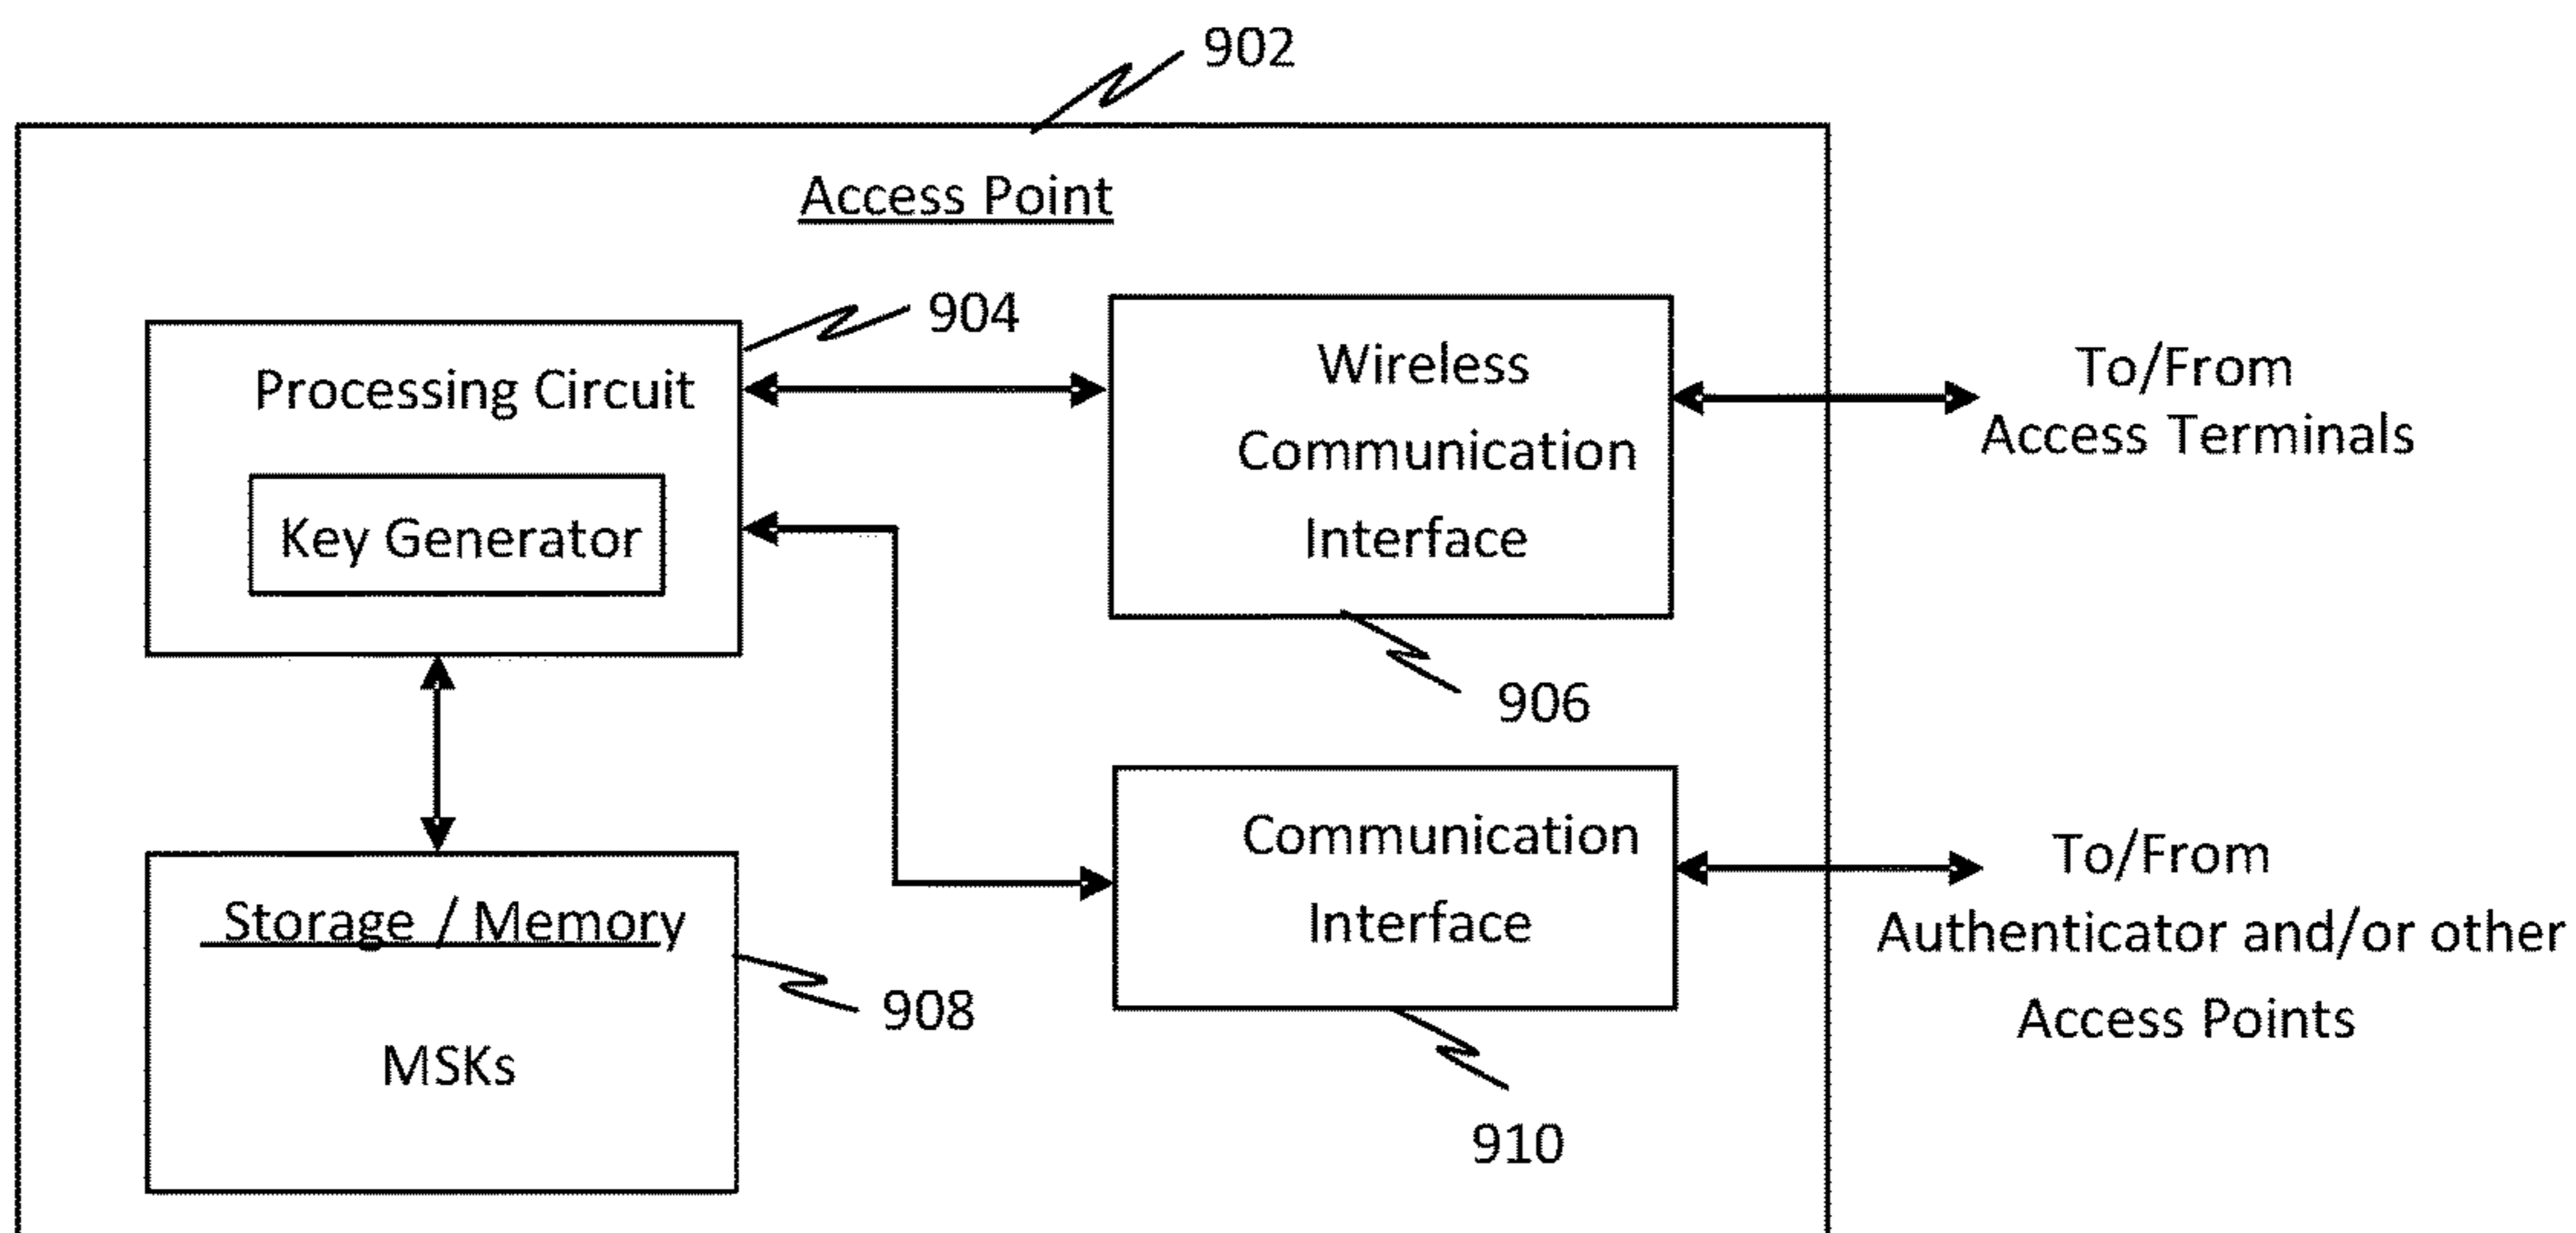 902
Access Point
904
Processing Circuit
Key Generator
Wireless
Communication
Interface
906
To/From
Access Terminals
Storage / Memory
MSKs
908
Communication
Interface
910
To/From
Authenticator and/or other
Access Points